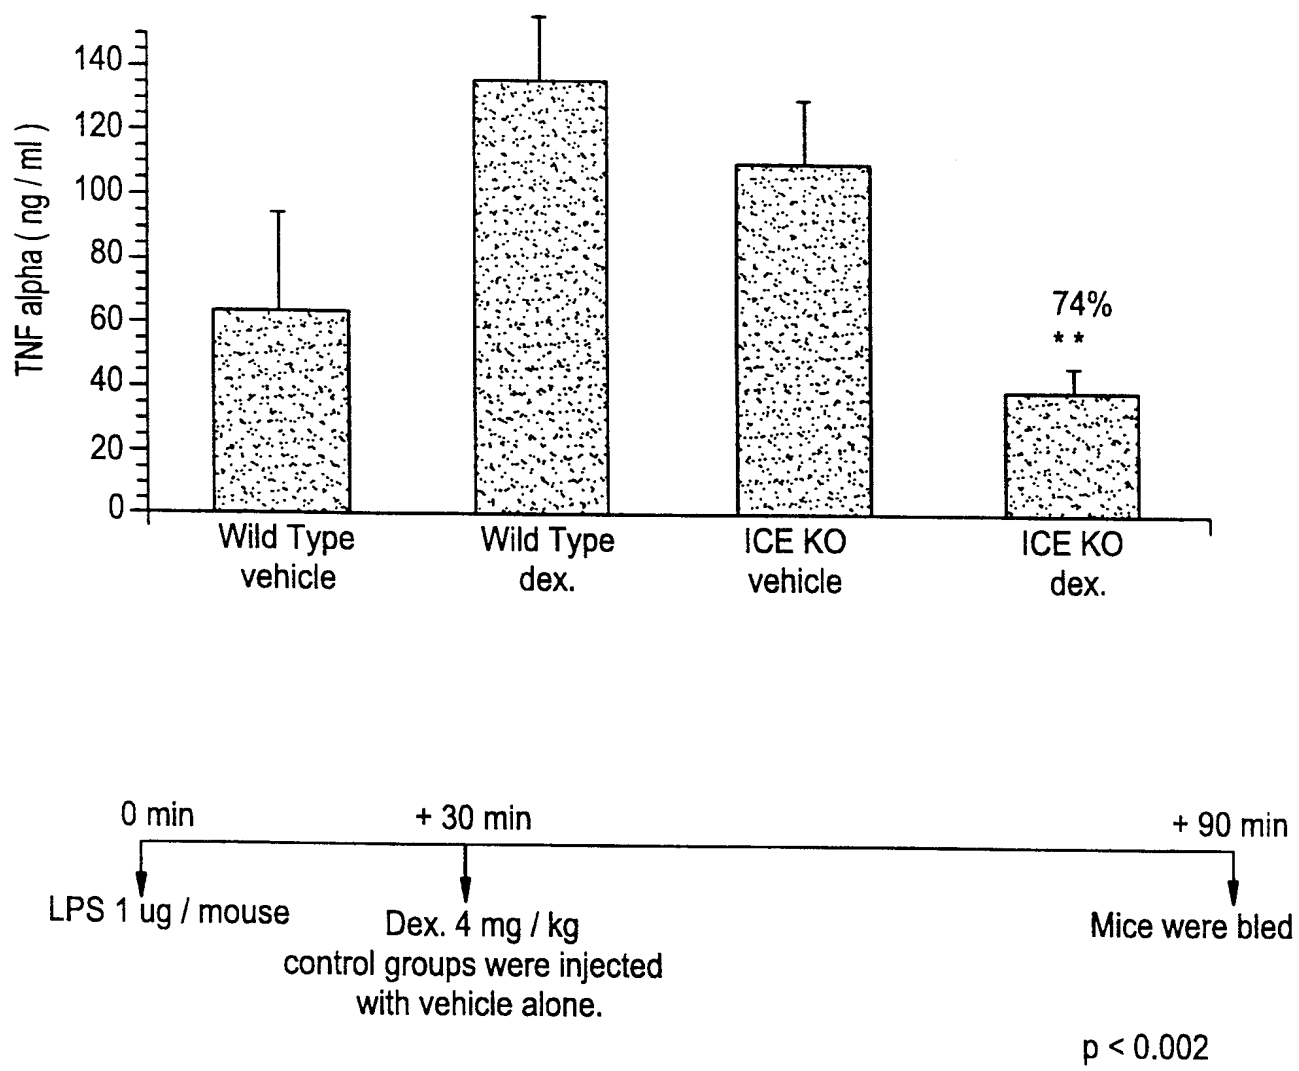 TNF alpha ( ng / ml )
140
120
100
80
60
40
20
0
74%
**
Wild Type
vehicle
Wild Type
dex.
ICE KO
vehicle
ICE KO
dex.
0 min
+ 30 min
+ 90 min
LPS 1 ug / mouse
Dex. 4 mg / kg
control groups were injected
with vehicle alone.
Mice were bled
p < 0.002